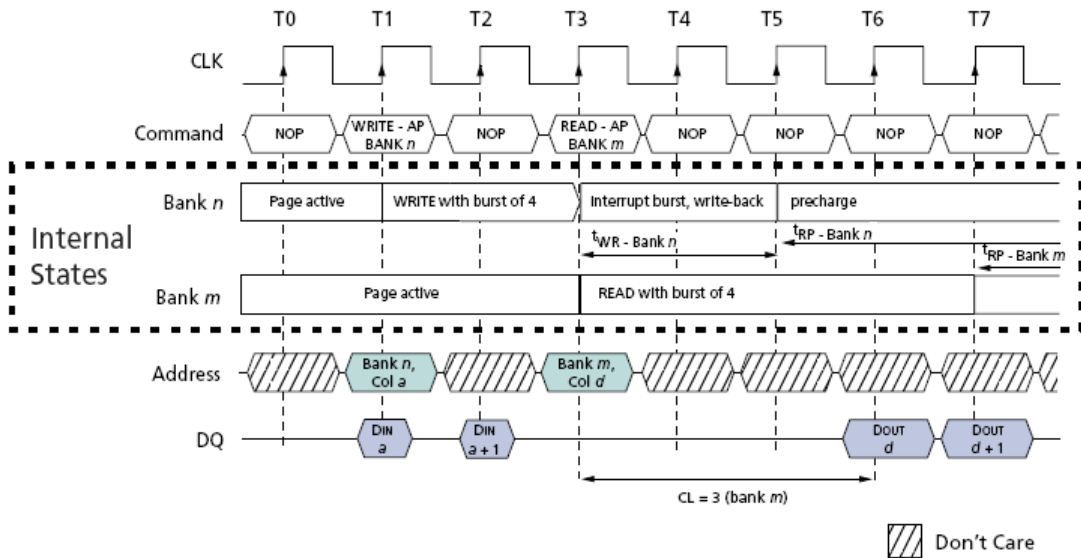 T0 T1 T2 T3 T4 T5 T6 T7
CLK
Command NOP WRITE - AP BANK n NOP READ - AP BANK m NOP NOP NOP NOP
Internal States
Bank n Page active WRITE with burst of 4 Interrupt burst, write-back precharge
tWR - Bank n tRP - Bank n
tRP - Bank m
Bank m Page active READ with burst of 4
Address Bank n, Col a Bank m, Col d
DQ DIN a DIN a + 1 DOUT d DOUT d + 1
CL = 3 (bank m)
Don't Care